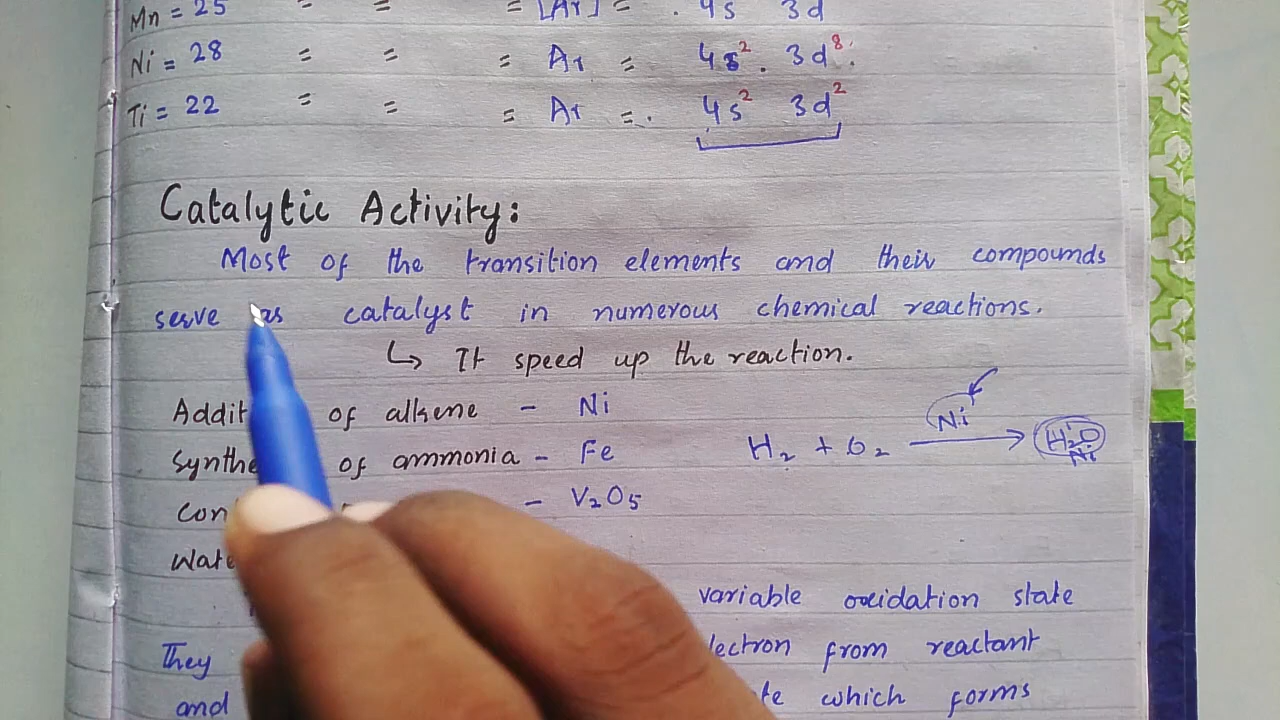 Mn = 25 = = = [Ar] = . 4s 3d
Ni = 28 = = = Ar = 4s². 3d⁸.
Ti = 22 = = = Ar =. 4s² 3d²
Catalytic Activity:
Most of the transition elements and their compounds
serve as catalyst in numerous chemical reactions.
↳ It speed up the reaction.
Addit of alkene - Ni
Synthe of ammonia - Fe
Con - V₂O₅
Wate
Ni
H₂ + O₂ → H₂O
Ni
variable oxidation state
They lectron from reactant
and te which forms